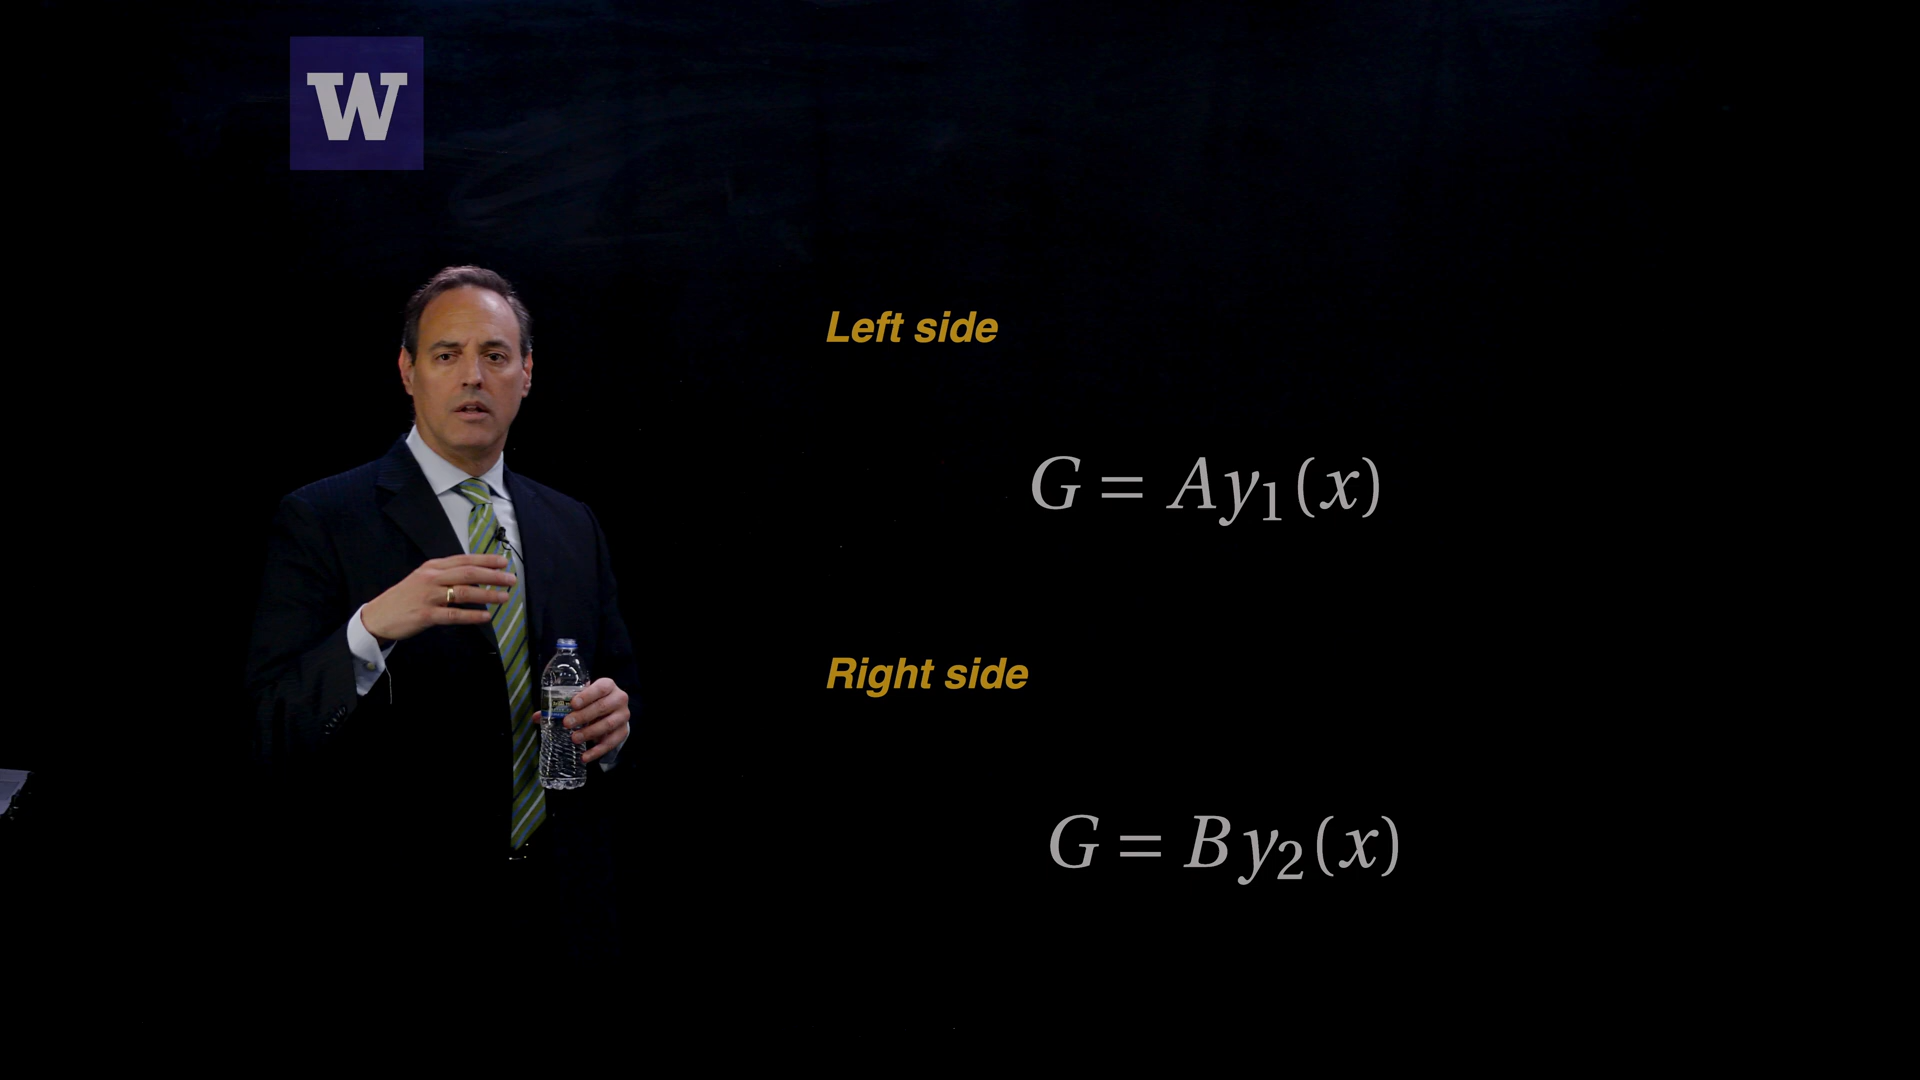 W
Left side
G = Ay₁(x)
Right side
G = By₂(x)